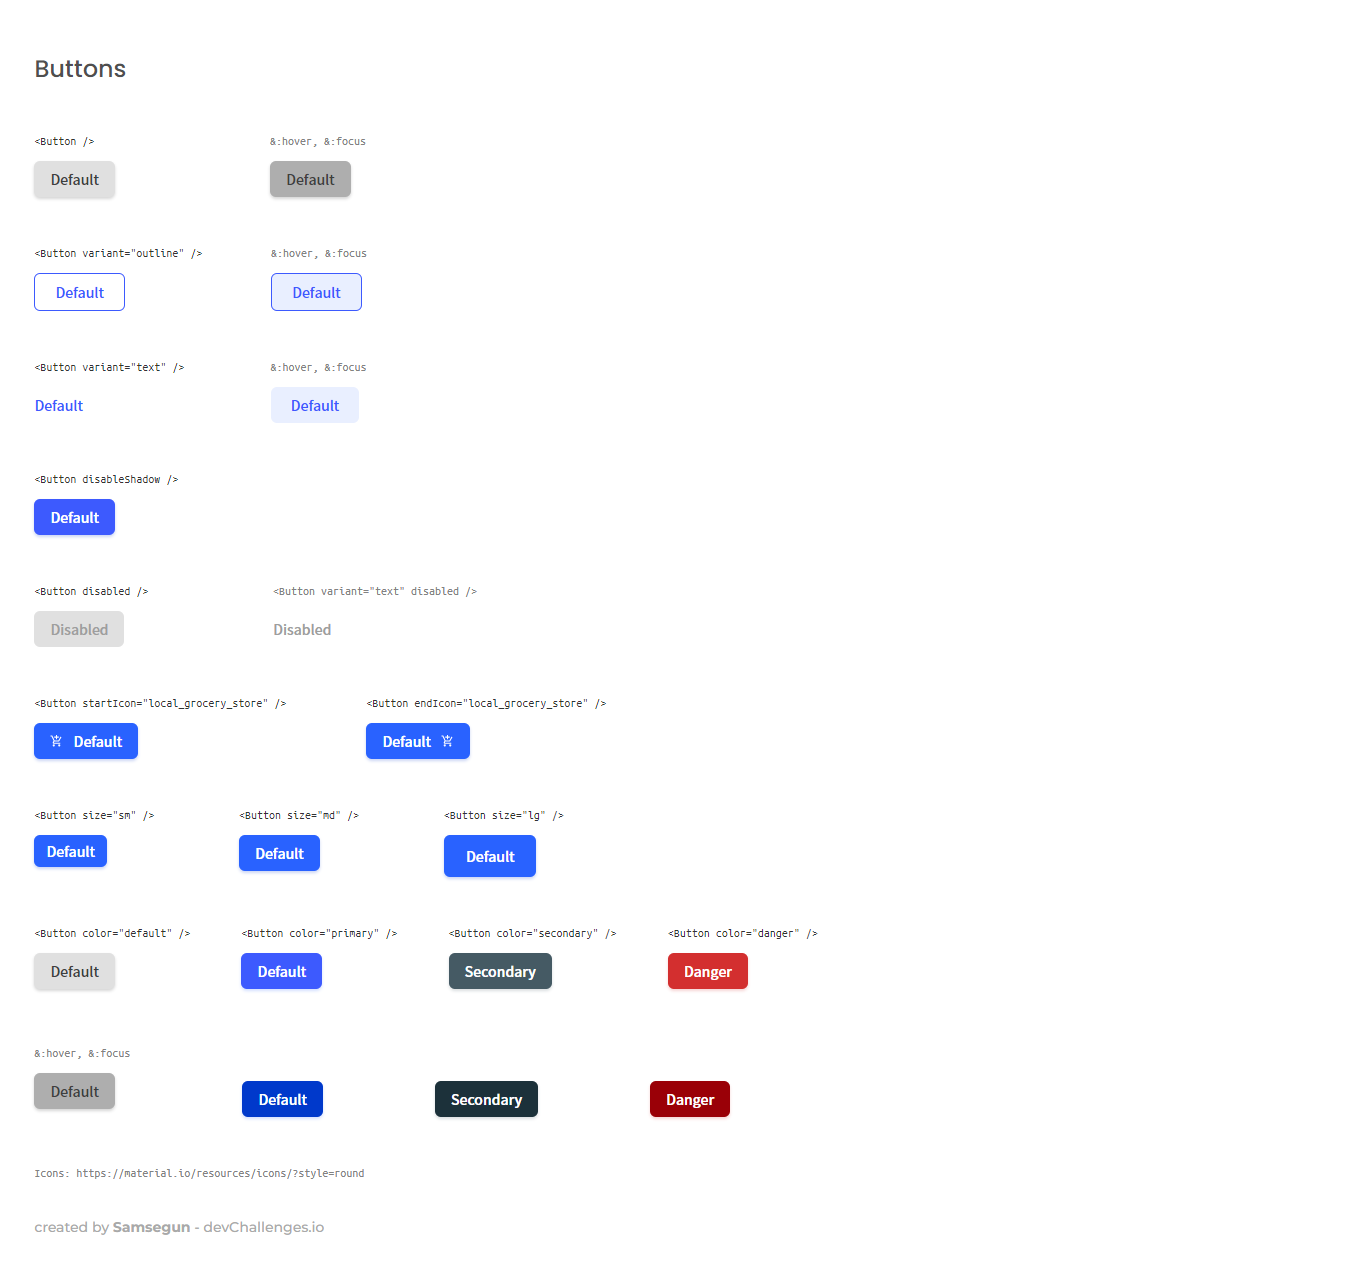 Buttons
<Button /> &:hover, &:focus
Default Default
<Button variant="outline" /> &:hover, &:focus
Default Default
<Button variant="text" /> &:hover, &:focus
Default Default
<Button disableShadow />
Default
<Button disabled /> <Button variant="text" disabled />
Disabled Disabled
<Button startIcon="local_grocery_store" /> <Button endIcon="local_grocery_store" />
Default Default
<Button size="sm" /> <Button size="md" /> <Button size="lg" />
Default Default Default
<Button color="default" /> <Button color="primary" /> <Button color="secondary" /> <Button color="danger" />
Default Default Secondary Danger
&:hover, &:focus
Default Default Secondary Danger
Icons: https://material.io/resources/icons/?style=round
created by Samsegun - devChallenges.io